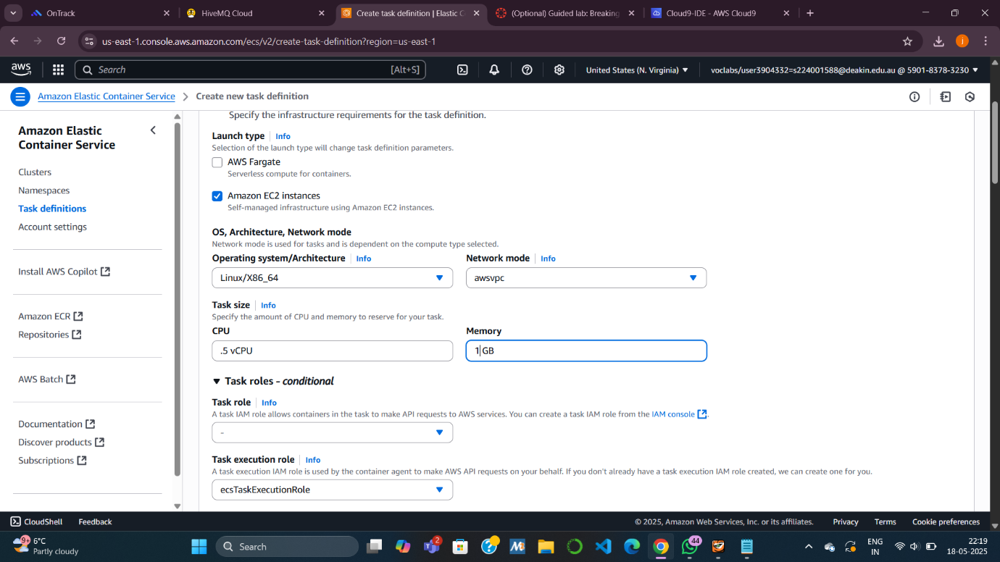 OnTrack
HiveMQ Cloud
Create task definition | Elastic C
(Optional) Guided lab: Breaking
Cloud9-IDE - AWS Cloud9
us-east-1.console.aws.amazon.com/ecs/v2/create-task-definition?region=us-east-1
j
aws
Search
[Alt+S]
United States (N. Virginia)
voclabs/user3904332=s224001588@deakin.edu.au @ 5901-8378-3230
Amazon Elastic Container Service
Create new task definition
Amazon Elastic
Container Service
Clusters
Namespaces
Task definitions
Account settings
Install AWS Copilot
Amazon ECR
Repositories
AWS Batch
Documentation
Discover products
Subscriptions
Specify the infrastructure requirements for the task definition.
Launch type Info
Selection of the launch type will change task definition parameters.
AWS Fargate
Serverless compute for containers.
Amazon EC2 instances
Self-managed infrastructure using Amazon EC2 instances.
OS, Architecture, Network mode
Network mode is used for tasks and is dependent on the compute type selected.
Operating system/Architecture Info
Network mode Info
Linux/X86_64
awsvpc
Task size Info
Specify the amount of CPU and memory to reserve for your task.
CPU
Memory
.5 vCPU
1 GB
Task roles - conditional
Task role Info
A task IAM role allows containers in the task to make API requests to AWS services. You can create a task IAM role from the IAM console.
-
Task execution role Info
A task execution IAM role is used by the container agent to make AWS API requests on your behalf. If you don't already have a task execution IAM role created, we can create one for you.
ecsTaskExecutionRole
CloudShell
Feedback
© 2025, Amazon Web Services, Inc. or its affiliates.
Privacy
Terms
Cookie preferences
9+
6°C
Partly cloudy
Search
2
44
ENG
IN
22:19
18-05-2025